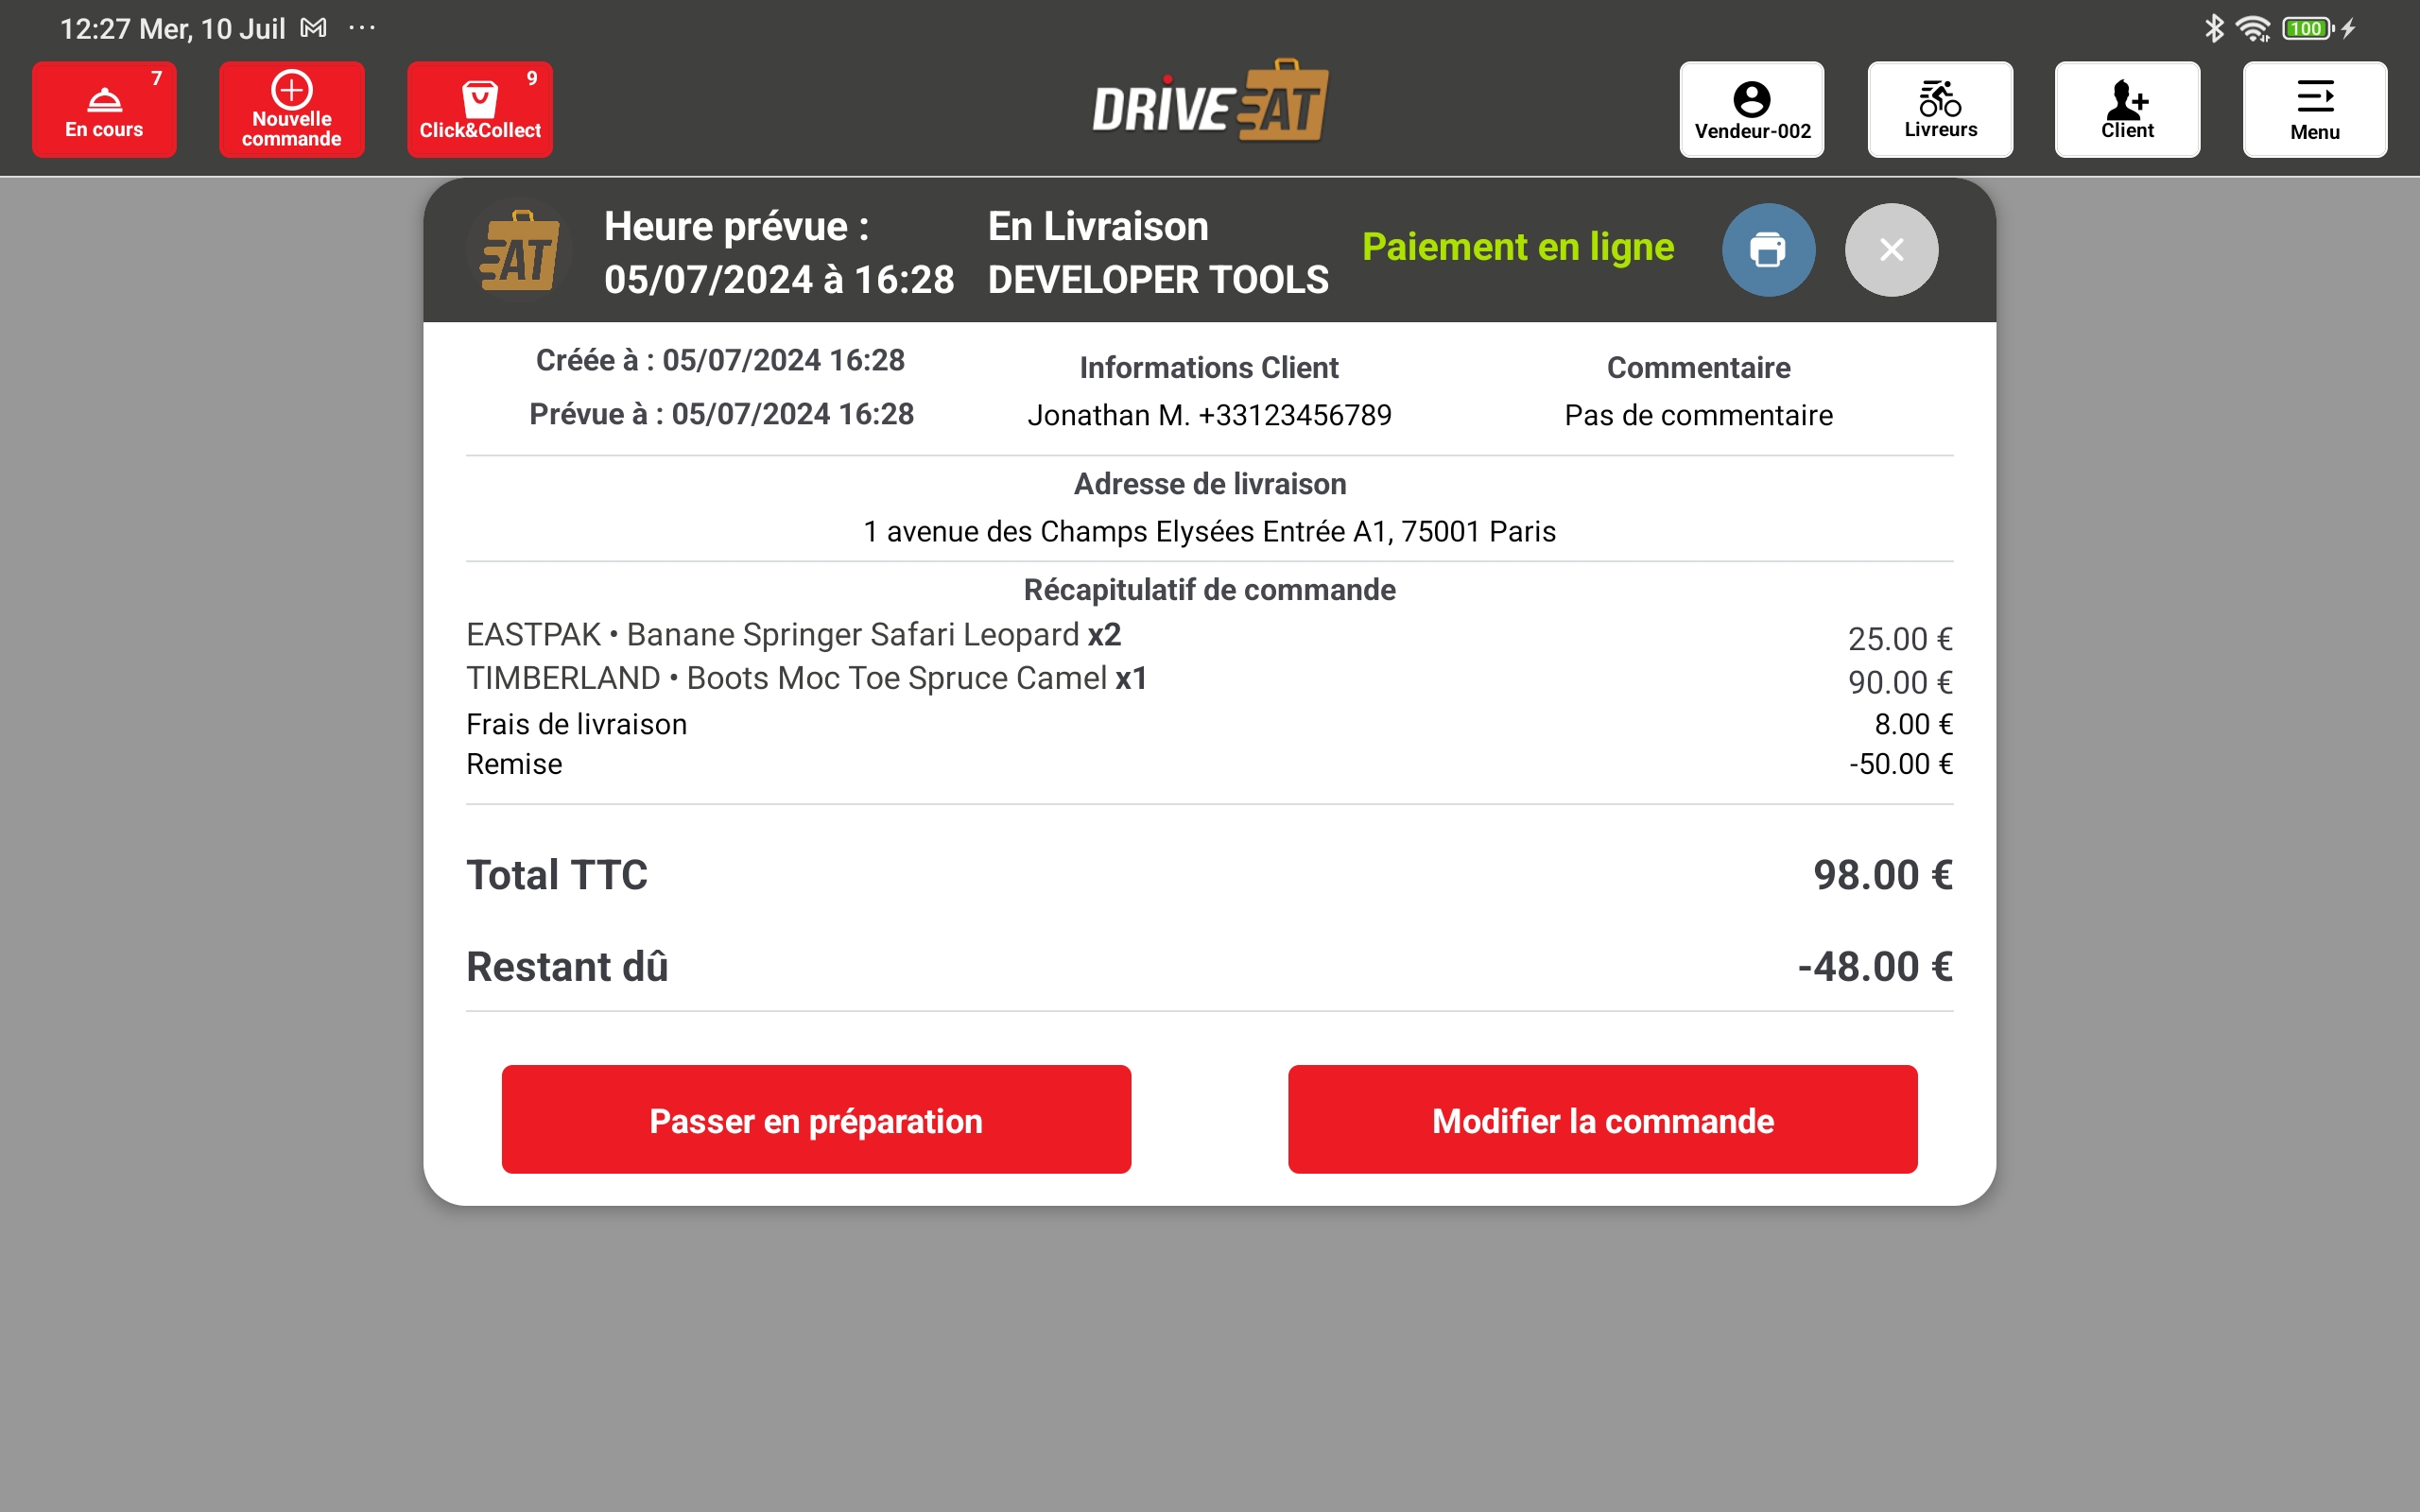 12:27 Mer, 10 Juil ···
100
7
En cours
Nouvelle
commande
9
Click&Collect
DRIVE EAT
Vendeur-002
Livreurs
Client
Menu
EAT
Heure prévue :
05/07/2024 à 16:28
En Livraison
DEVELOPER TOOLS
Paiement en ligne
Créée à : 05/07/2024 16:28
Prévue à : 05/07/2024 16:28
Informations Client
Jonathan M. +33123456789
Commentaire
Pas de commentaire
Adresse de livraison
1 avenue des Champs Elysées Entrée A1, 75001 Paris
Récapitulatif de commande
EASTPAK • Banane Springer Safari Leopard x2 25.00 €
TIMBERLAND • Boots Moc Toe Spruce Camel x1 90.00 €
Frais de livraison 8.00 €
Remise -50.00 €
Total TTC 98.00 €
Restant dû -48.00 €
Passer en préparation
Modifier la commande